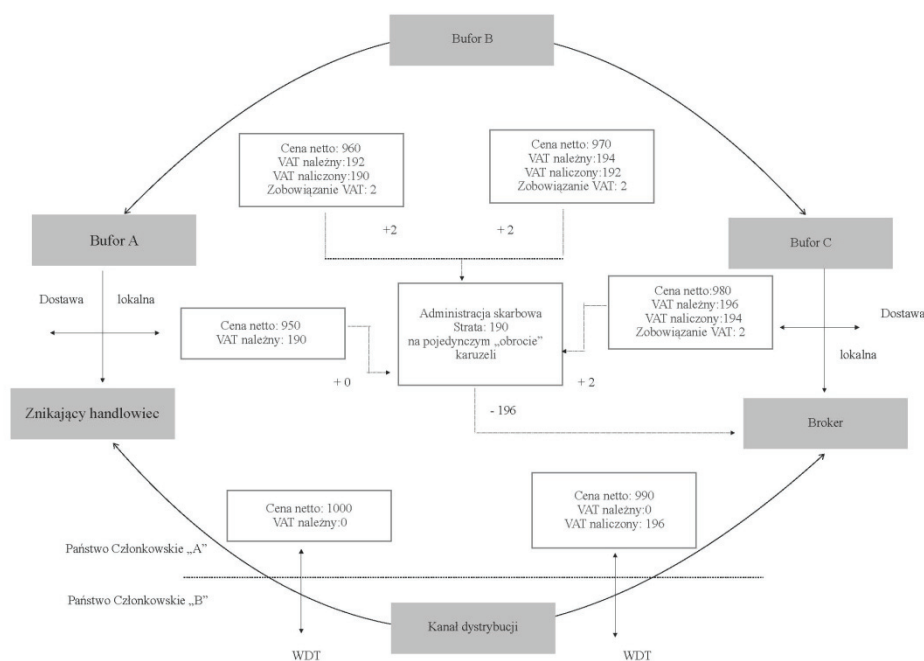 Bufor B
Cena netto: 960
VAT należny:192
VAT naliczony:190
Zobowiązanie VAT: 2
Cena netto: 970
VAT należny:194
VAT naliczony:192
Zobowiązanie VAT: 2
+2
+ 2
Bufor A
Bufor C
Dostawa
lokalna
Cena netto: 950
VAT należny: 190
Administracja skarbowa
Strata: 190
na pojedynczym „obrocie”
karuzeli
Cena netto:980
VAT należny:196
VAT naliczony:194
Zobowiązanie VAT: 2
Dostawa
lokalna
+ 0
+ 2
- 196
Znikający handlowiec
Broker
Cena netto: 1000
VAT należny:0
Cena netto: 990
VAT należny:0
VAT naliczony: 196
Państwo Członkowskie „A”
Państwo Członkowskie „B”
Kanał dystrybucji
WDT
WDT